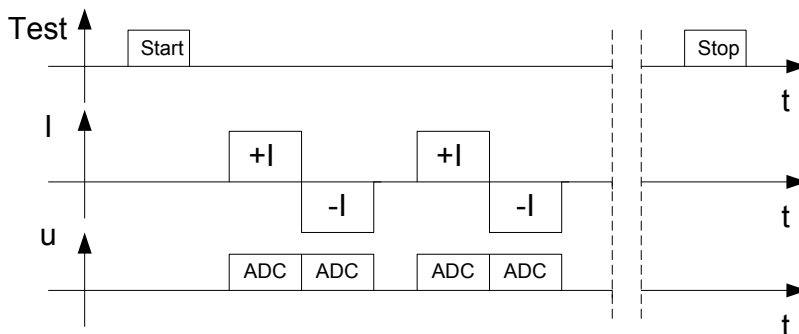 Test
Start
Stop
t
I
+I
+I
-I
-I
t
u
ADC ADC ADC ADC
t